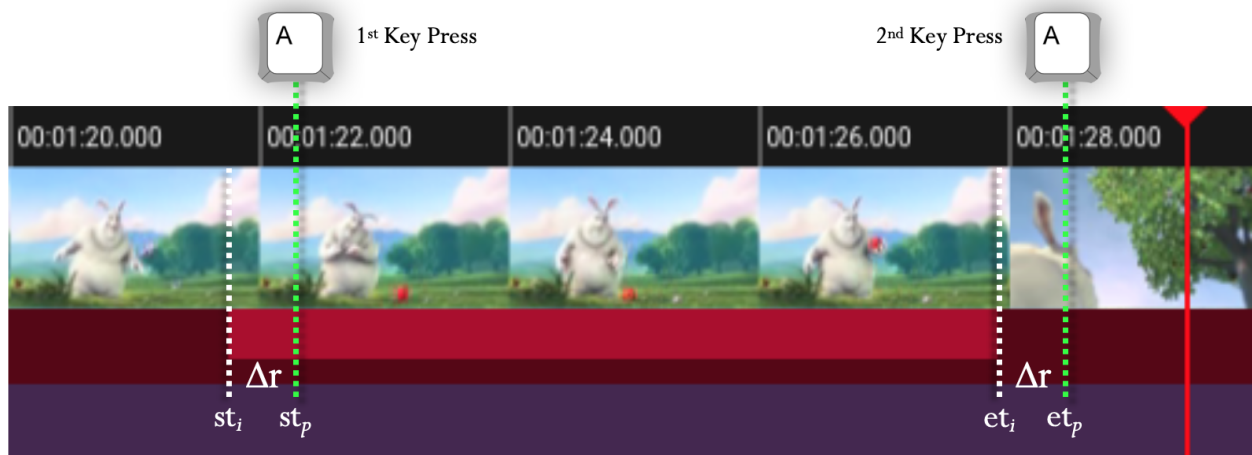 A 1st Key Press 2nd Key Press A
00:01:20.000 00:01:22.000 00:01:24.000 00:01:26.000 00:01:28.000
Δr Δr
sti stp eti etp